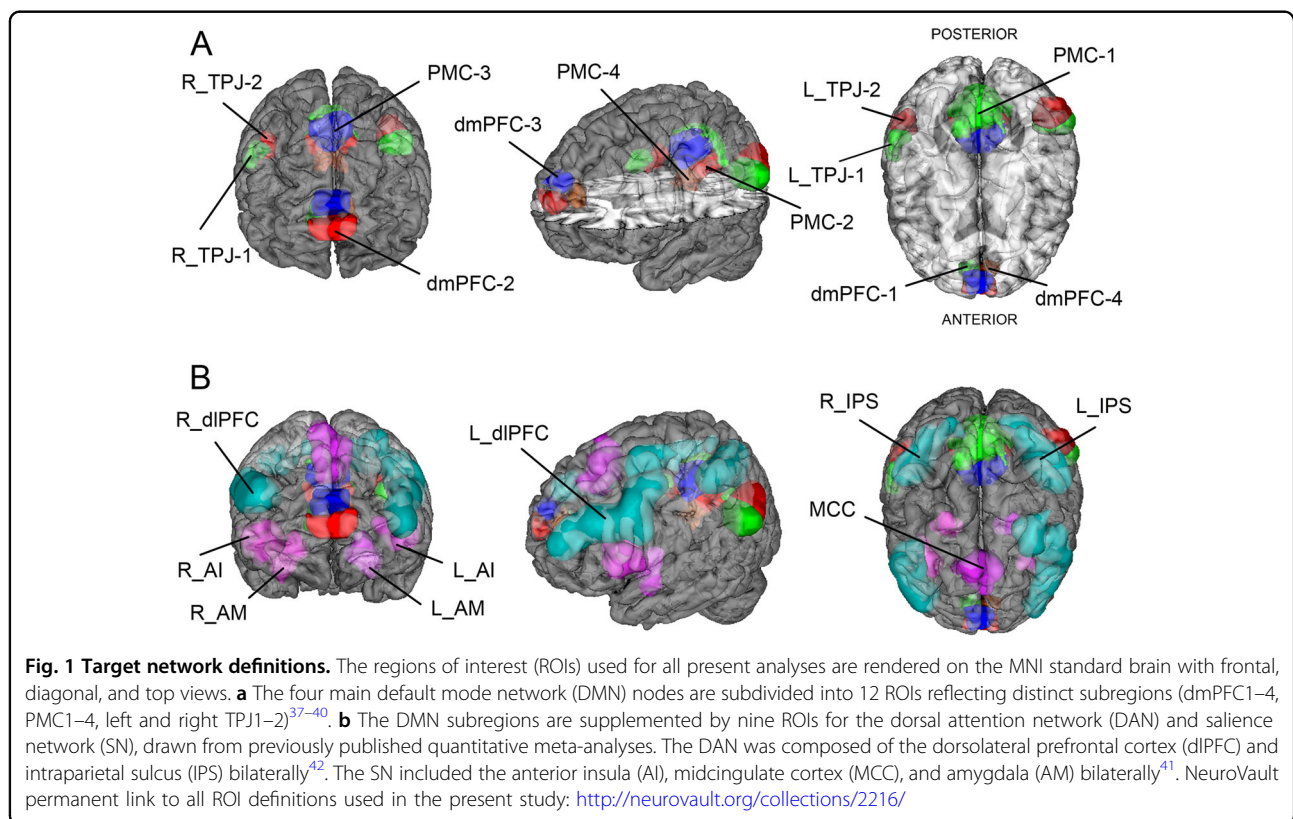 A
POSTERIOR
R_TPJ-2
PMC-3
PMC-4
PMC-1
L_TPJ-2
dmPFC-3
L_TPJ-1
PMC-2
R_TPJ-1
dmPFC-2
dmPFC-1
dmPFC-4
ANTERIOR
B
R_dlPFC
L_dlPFC
R_IPS
L_IPS
MCC
R_AI
L_AI
R_AM
L_AM
Fig. 1 Target network definitions. The regions of interest (ROIs) used for all present analyses are rendered on the MNI standard brain with frontal,
diagonal, and top views. a The four main default mode network (DMN) nodes are subdivided into 12 ROIs reflecting distinct subregions (dmPFC1–4,
PMC1–4, left and right TPJ1–2)37–40. b The DMN subregions are supplemented by nine ROIs for the dorsal attention network (DAN) and salience
network (SN), drawn from previously published quantitative meta-analyses. The DAN was composed of the dorsolateral prefrontal cortex (dlPFC) and
intraparietal sulcus (IPS) bilaterally42. The SN included the anterior insula (AI), midcingulate cortex (MCC), and amygdala (AM) bilaterally41. NeuroVault
permanent link to all ROI definitions used in the present study: http://neurovault.org/collections/2216/